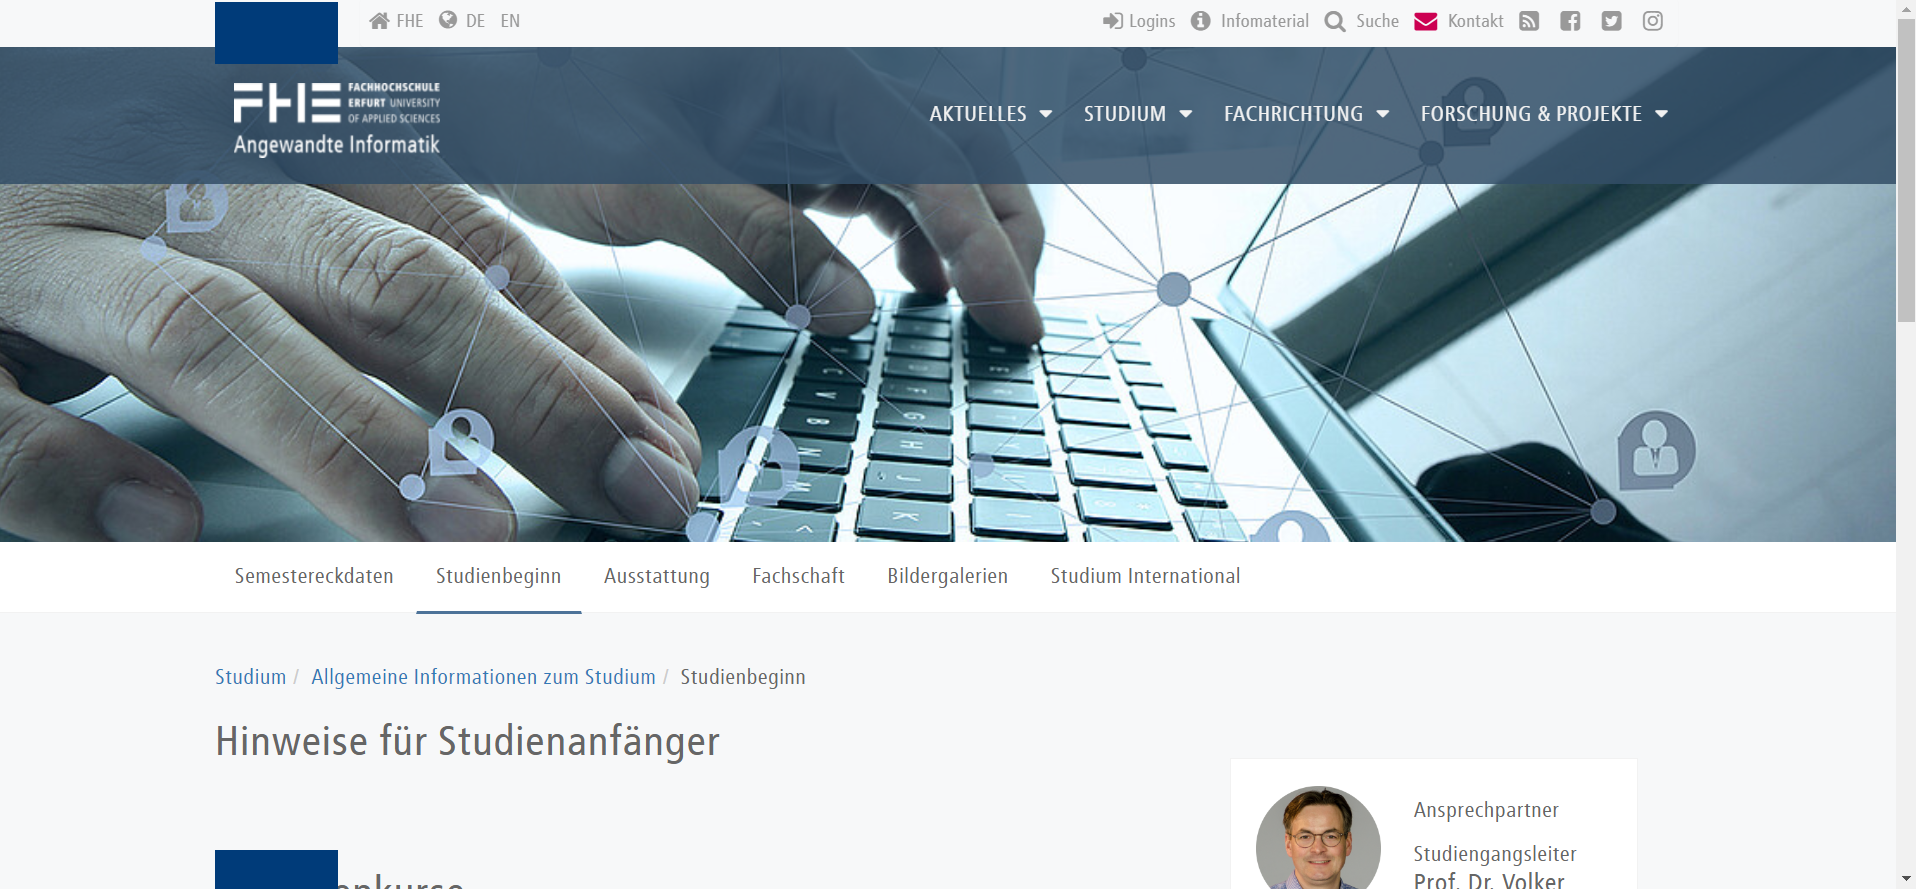 FHE DE EN Logins Infomaterial Suche Kontakt
FHE FACHHOCHSCHULE
ERFURT UNIVERSITY
OF APPLIED SCIENCES
Angewandte Informatik
AKTUELLES STUDIUM FACHRICHTUNG FORSCHUNG & PROJEKTE
Semestereckdaten Studienbeginn Ausstattung Fachschaft Bildergalerien Studium International
Studium / Allgemeine Informationen zum Studium / Studienbeginn
Hinweise für Studienanfänger
Ansprechpartner
Studiengangsleiter
Prof. Dr. Volker